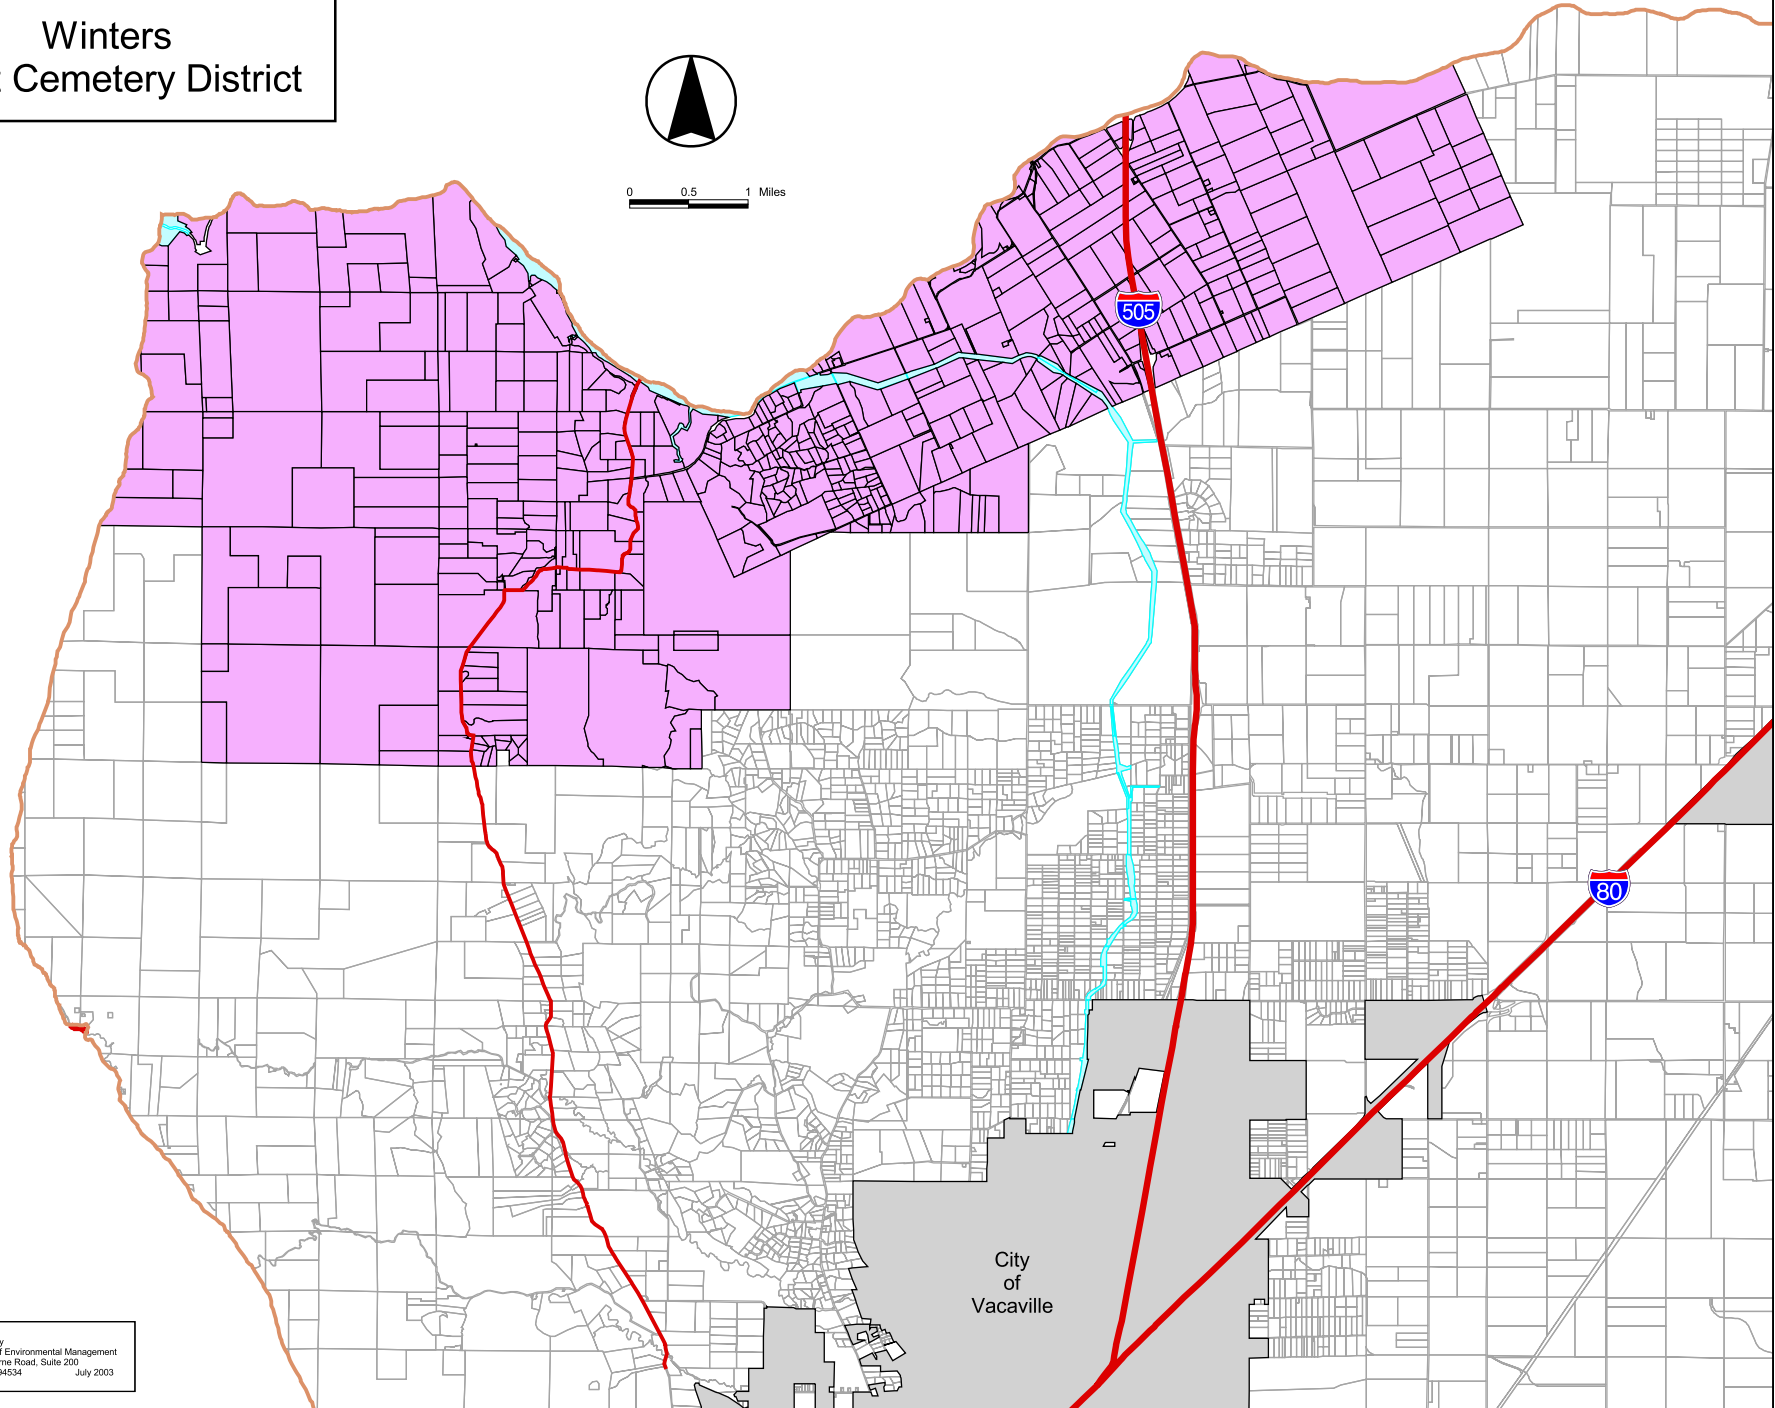 Winters
Cemetery District
0 0.5 1 Miles
505
80
City
of
Vacaville
Environmental Management
Road, Suite 200
94534 July 2003